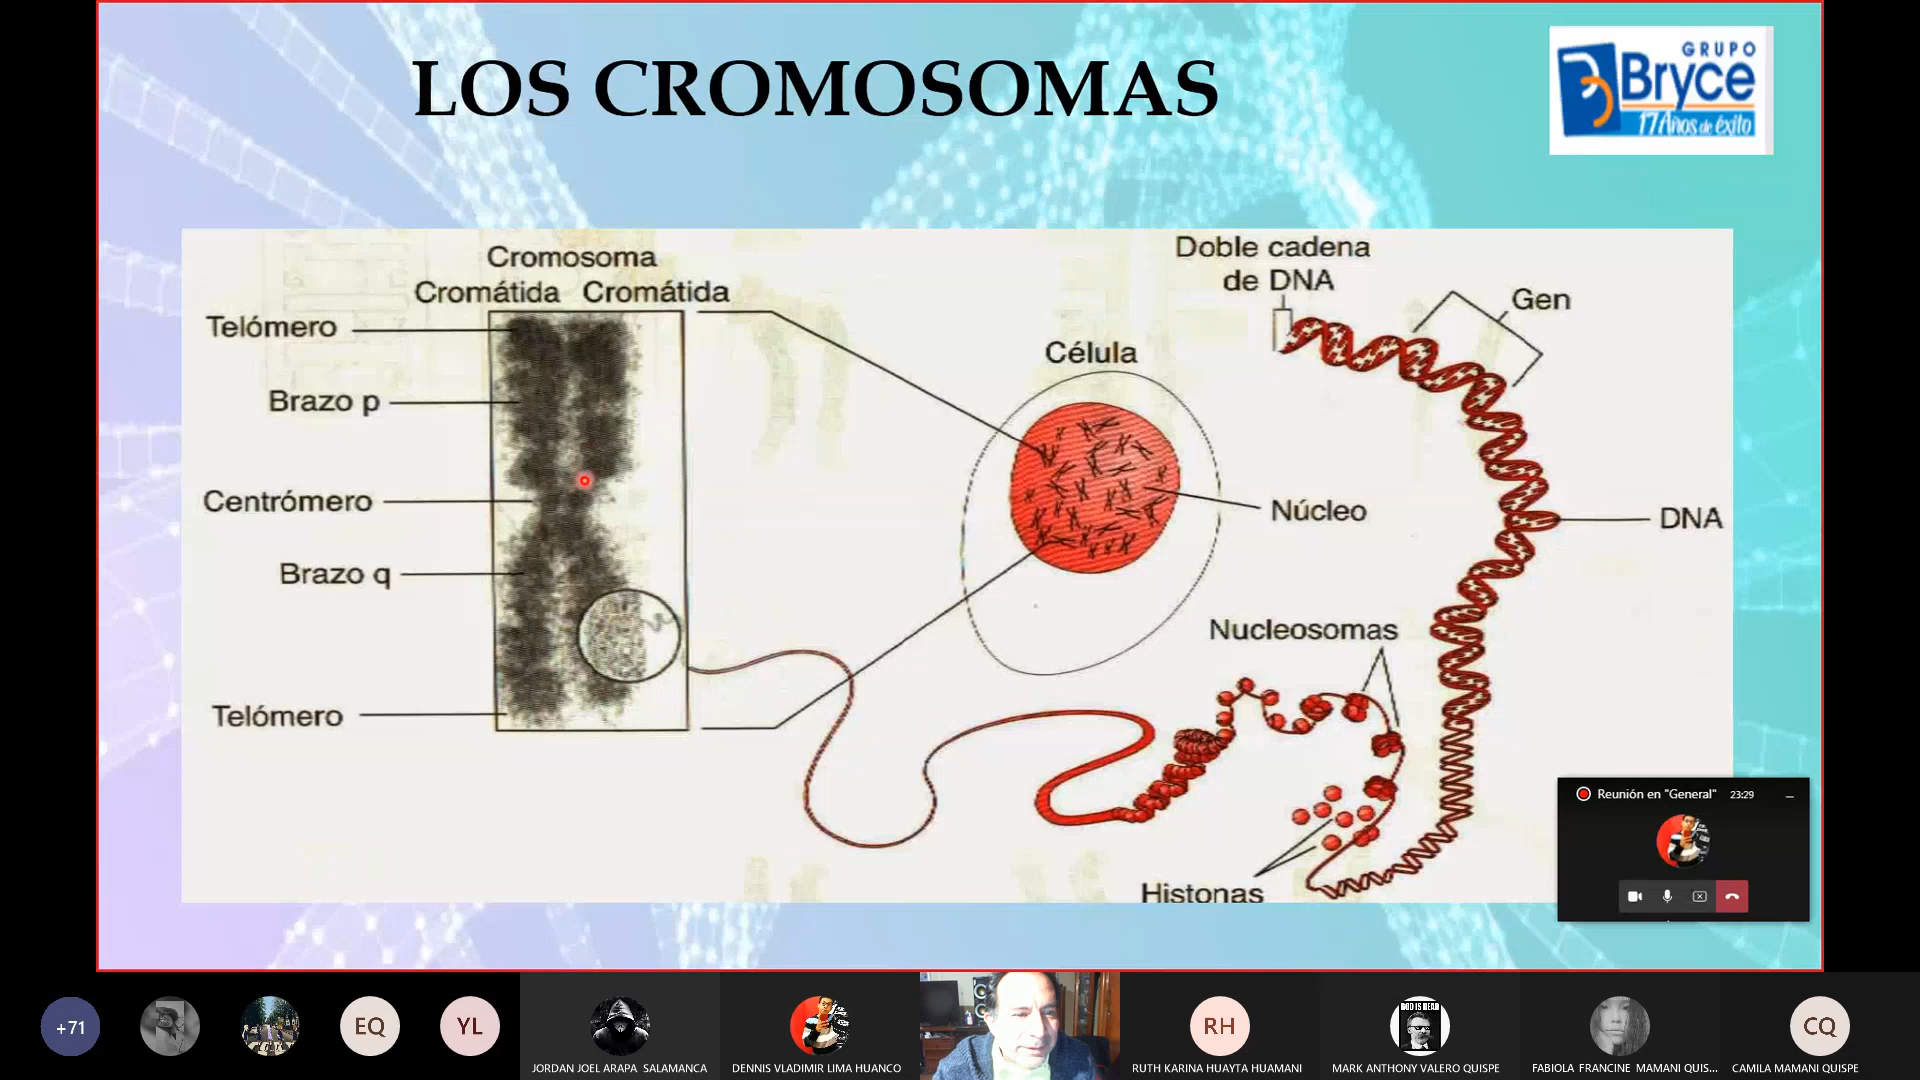 LOS CROMOSOMAS
GRUPO
Bryce
17 Años de éxito
Cromosoma
Cromátida Cromátida
Telómero
Brazo p
Centrómero
Brazo q
Telómero
Célula
Núcleo
Doble cadena
de DNA
Gen
DNA
Nucleosomas
Histonas
Reunión en "General" 23:29
+71
EQ
YL
JORDAN JOEL ARAPA SALAMANCA
DENNIS VLADIMIR LIMA HUANCO
RH
RUTH KARINA HUAYTA HUAMANI
GOD IS DEAD
MARK ANTHONY VALERO QUISPE
FABIOLA FRANCINE MAMANI QUIS...
CQ
CAMILA MAMANI QUISPE